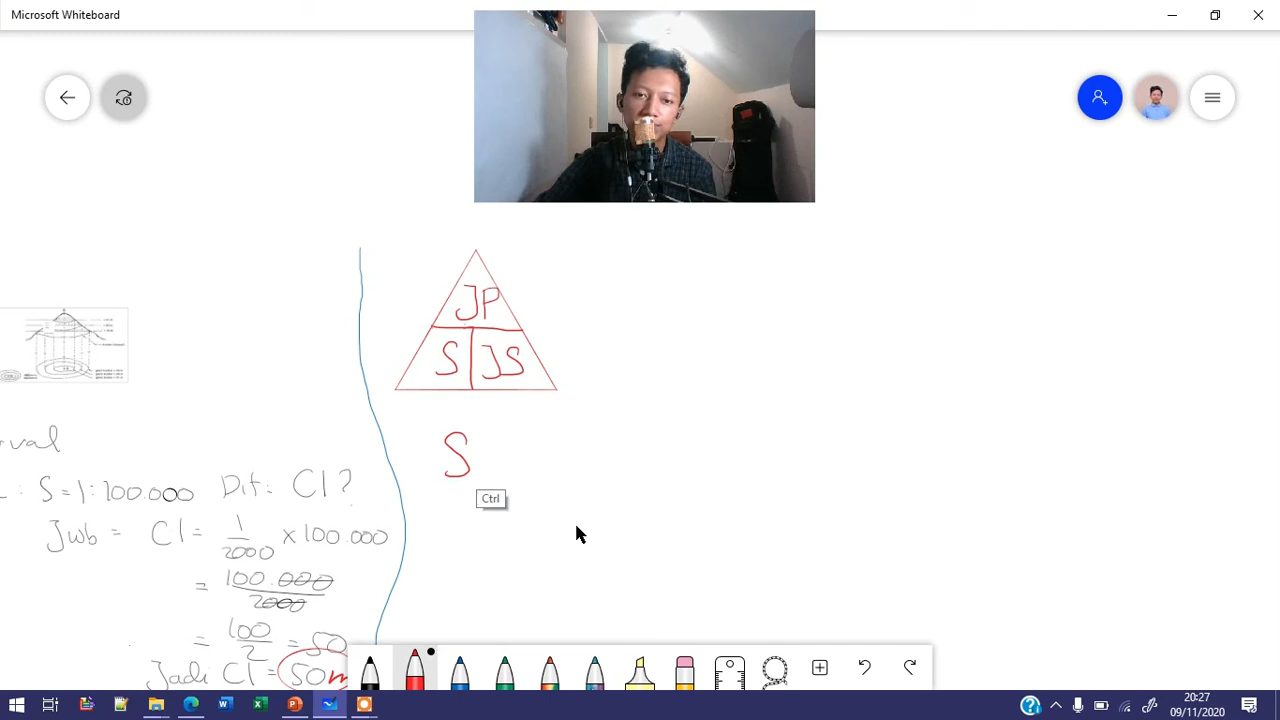 Microsoft Whiteboard
JP
S JS
S
Ctrl
rval
: S = 1 : 100.000 Dit : CI ?
Jwb = CI = 1/2000 x 100.000
= 100.000/2000
= 100/2 = 50
Jadi CI = 50m
20:27
09/11/2020